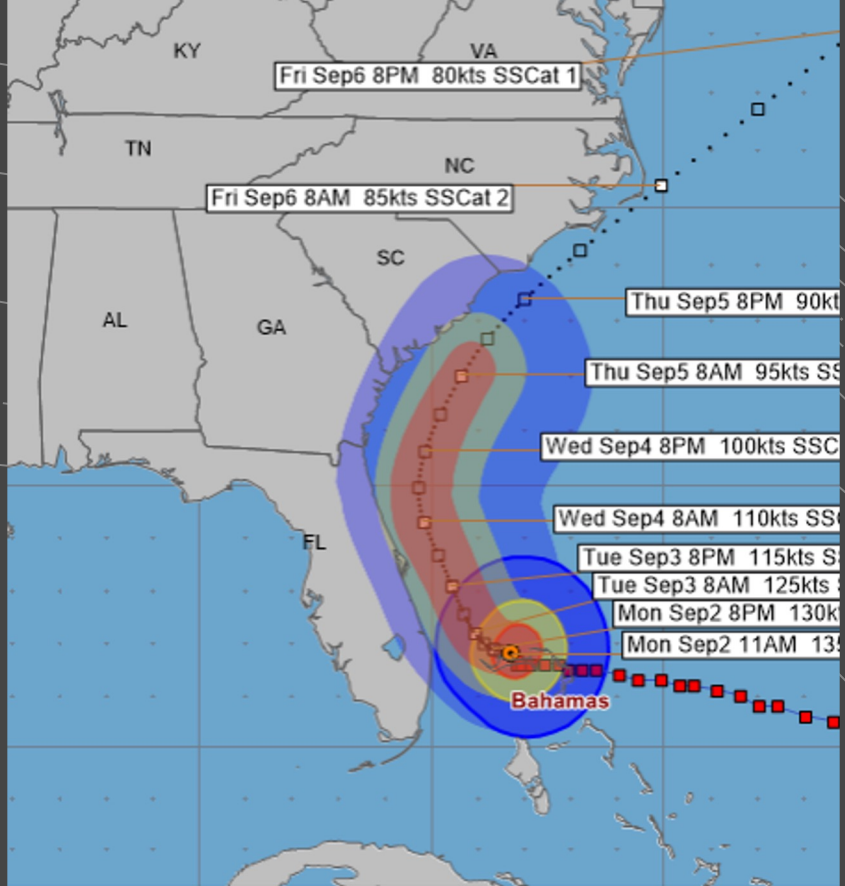 KY
VA
Fri Sep6 8PM 80kts SSCat 1
TN
NC
Fri Sep6 8AM 85kts SSCat 2
SC
Thu Sep5 8PM 90kt
AL
GA
Thu Sep5 8AM 95kts SS
Wed Sep4 8PM 100kts SSC
Wed Sep4 8AM 110kts SS
FL
Tue Sep3 8PM 115kts S
Tue Sep3 8AM 125kts
Mon Sep2 8PM 130k
Mon Sep2 11AM 135
Bahamas